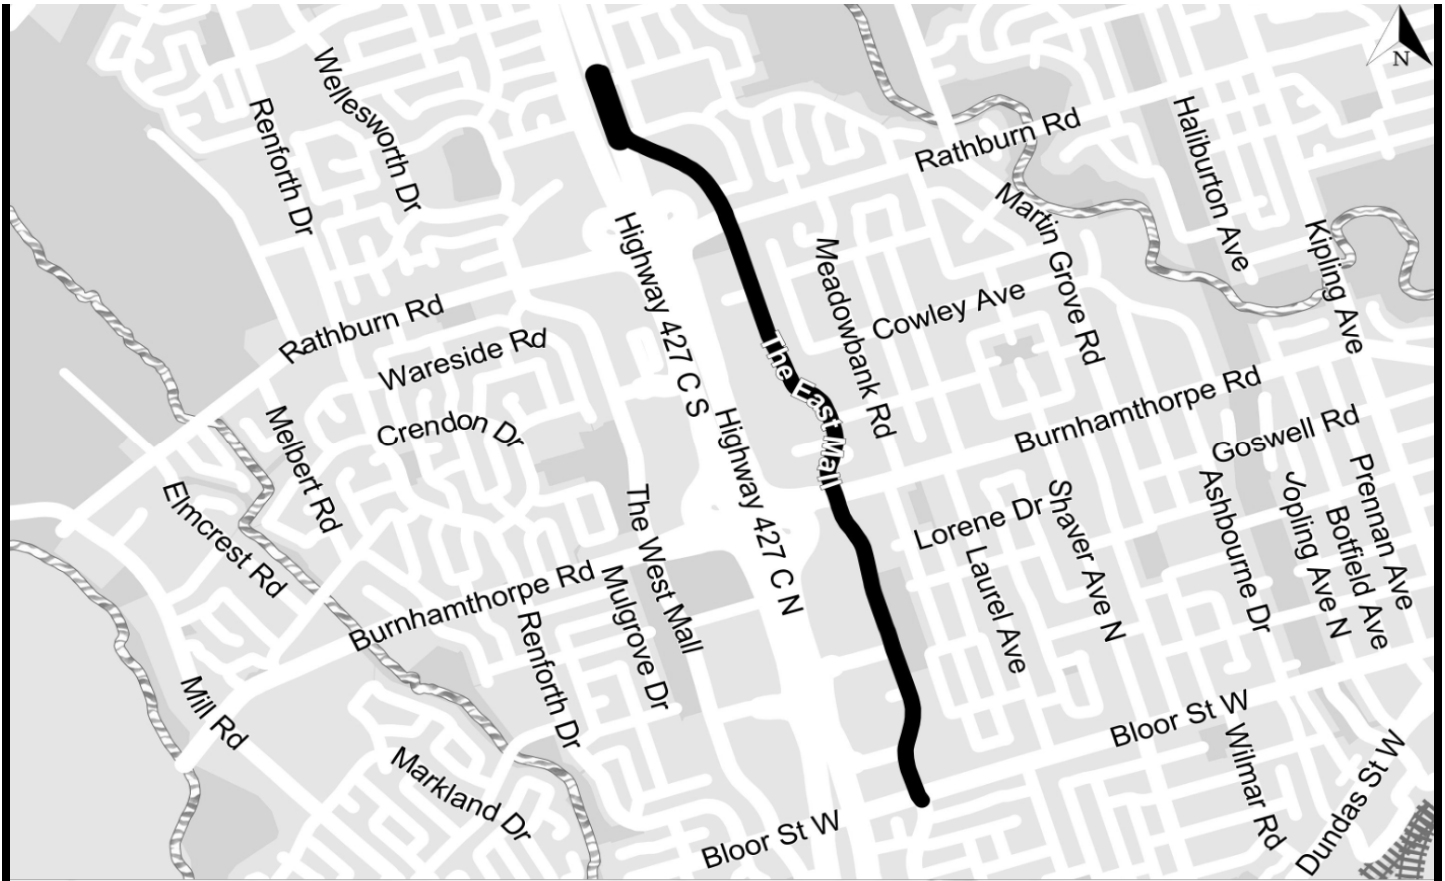 N
Wellesworth Dr
Renforth Dr
Rathburn Rd
Haliburton Ave
Martin Grove Rd
Highway 427 C S
Kipling Ave
Meadowbank Rd
Cowley Ave
Rathburn Rd
Wareside Rd
The East Mall
Burnhamthorpe Rd
Melbert Rd
Crendon Dr
Highway 427 C N
Goswell Rd
Elmcrest Rd
The West Mall
Lorene Dr
Shaver Ave N
Ashbourne Dr
Jopling Ave N
Botfield Ave
Prennan Ave
Laurel Ave
Burnhamthorpe Rd
Mulgrove Dr
Renforth Dr
Mill Rd
Bloor St W
Markland Dr
Wilmar Rd
Dundas St W
Bloor St W